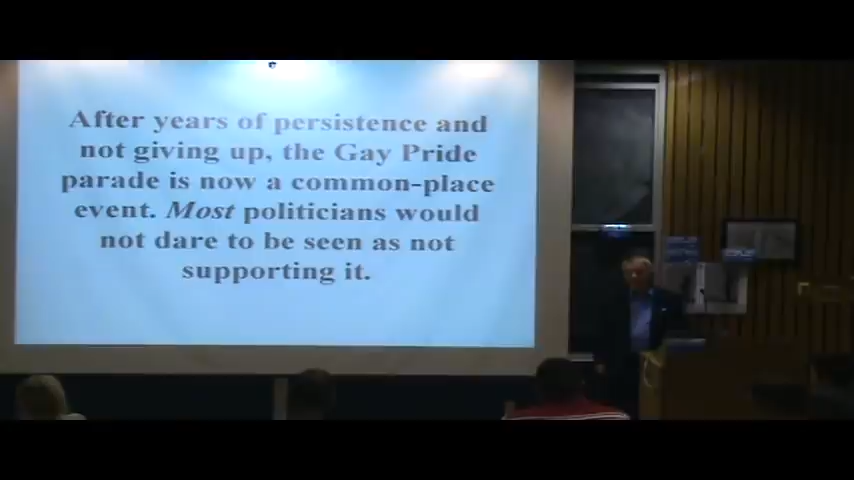 After years of persistence and
not giving up, the Gay Pride
parade is now a common-place
event. Most politicians would
not dare to be seen as not
supporting it.